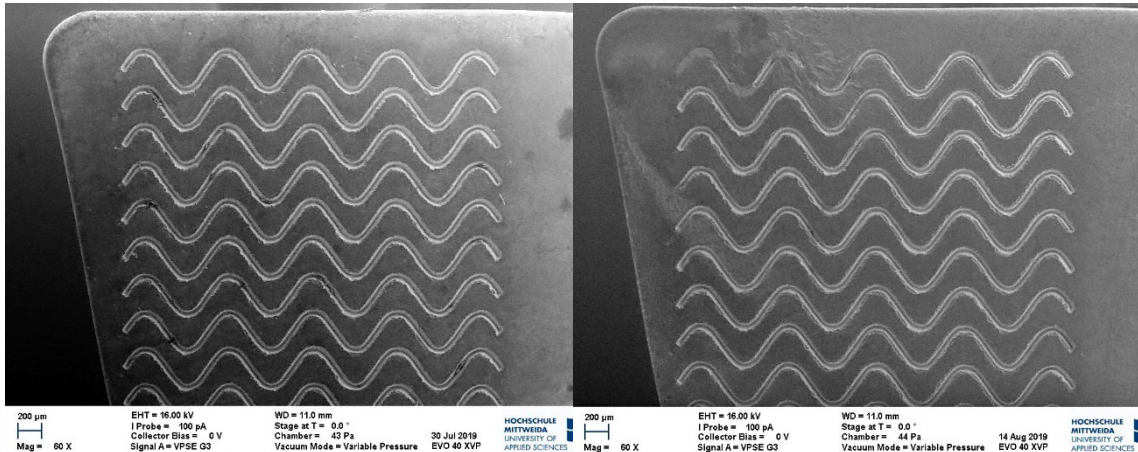 200 µm
Mag = 60 X
EHT = 16.00 kV
I Probe = 100 pA
Collector Bias = 0 V
Signal A = VPSE G3
WD = 11.0 mm
Stage at T = 0.0 °
Chamber = 43 Pa
Vacuum Mode = Variable Pressure
30 Jul 2019
EVO 40 XVP
HOCHSCHULE
MITTWEIDA
UNIVERSITY OF
APPLIED SCIENCES
200 µm
Mag = 60 X
EHT = 16.00 kV
I Probe = 100 pA
Collector Bias = 0 V
Signal A = VPSE G3
WD = 11.0 mm
Stage at T = 0.0 °
Chamber = 44 Pa
Vacuum Mode = Variable Pressure
14 Aug 2019
EVO 40 XVP
HOCHSCHULE
MITTWEIDA
UNIVERSITY OF
APPLIED SCIENCES